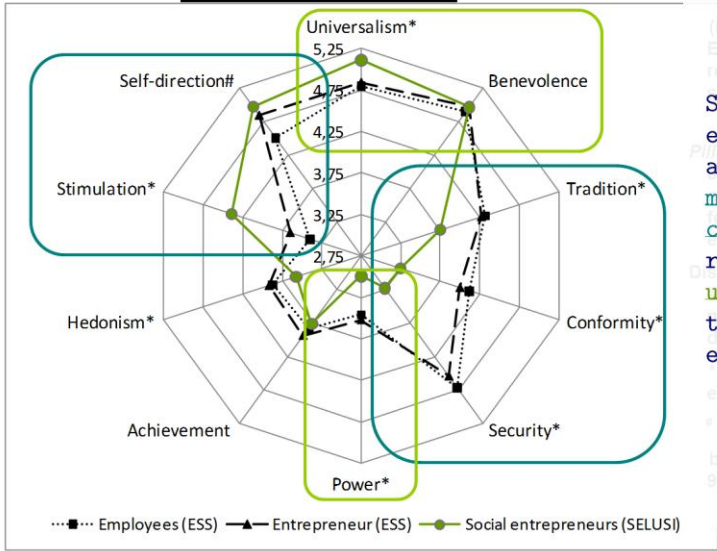 Universalism*
5,25
Self-direction#
4,75
Benevolence
4,25
Stimulation*
3,75
Tradition*
3,25
2,75
Hedonism*
Conformity*
Achievement
Security*
Power*
Employees (ESS) Entrepreneur (ESS) Social entrepreneurs (SELUSI)
S
e
a
m
c
r
u
t
e